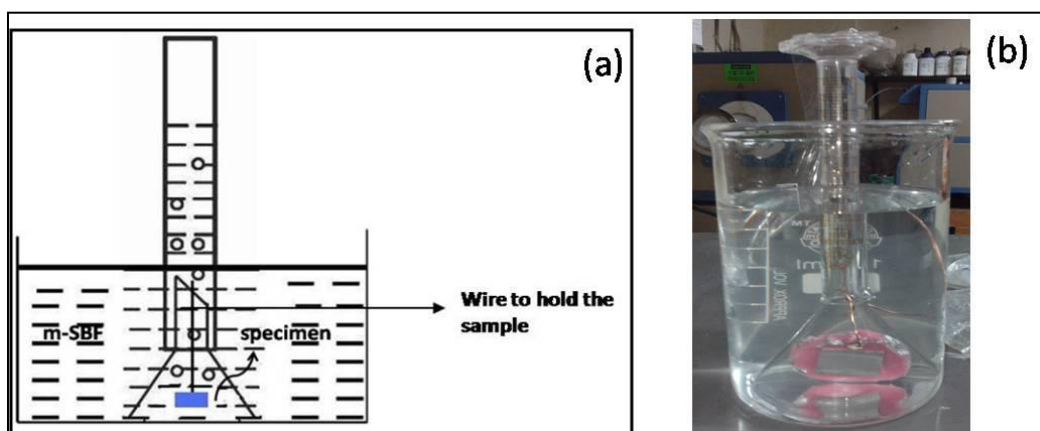 (a)
m-SBF
specimen
Wire to hold the
sample
(b)